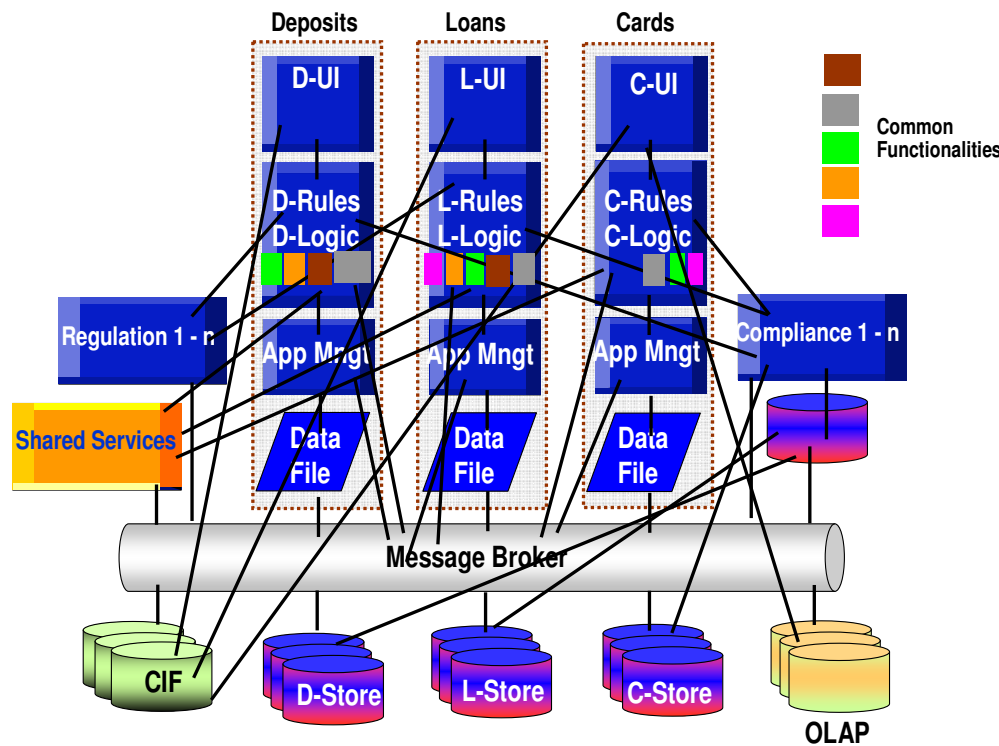 Deposits
Loans
Cards
D-UI
L-UI
C-UI
Common
Functionalities
D-Rules
D-Logic
L-Rules
L-Logic
C-Rules
C-Logic
Regulation 1 - n
App Mngt
App Mngt
App Mngt
Compliance 1 - n
Shared Services
Data
File
Data
File
Data
File
Message Broker
CIF
D-Store
L-Store
C-Store
OLAP